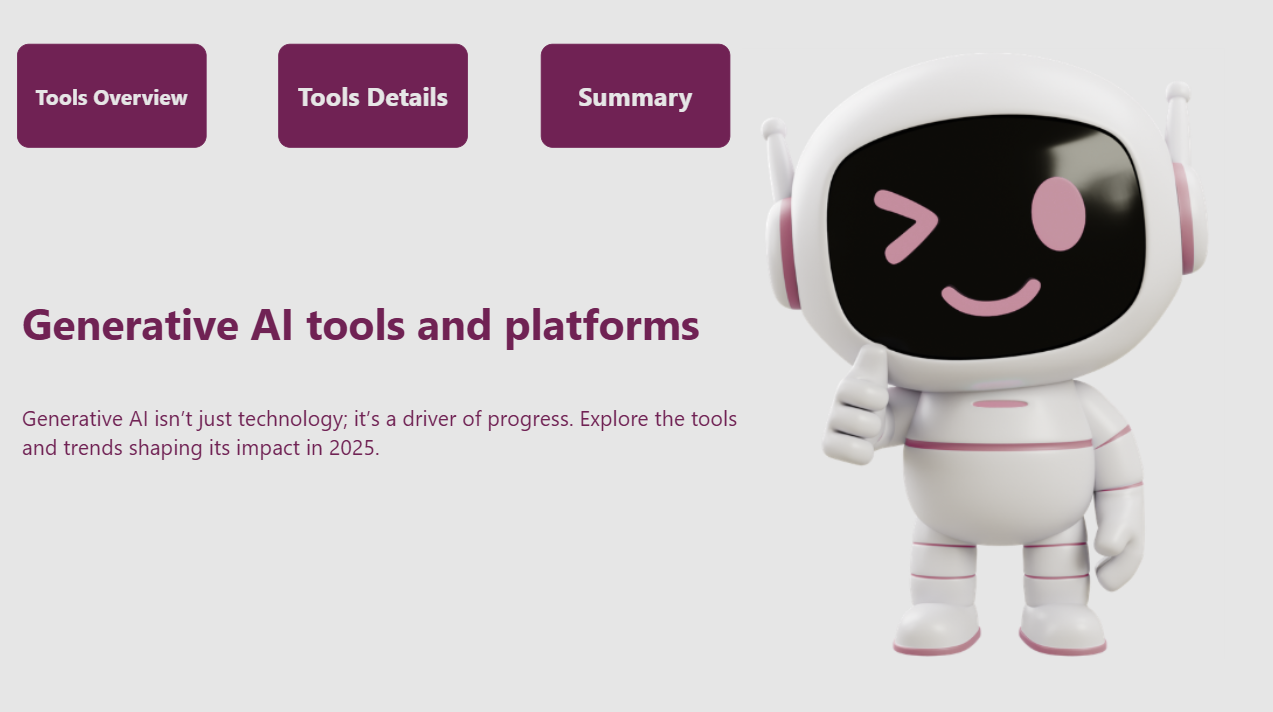 Tools Overview
Tools Details
Summary
Generative AI tools and platforms
Generative AI isn’t just technology; it’s a driver of progress. Explore the tools
and trends shaping its impact in 2025.